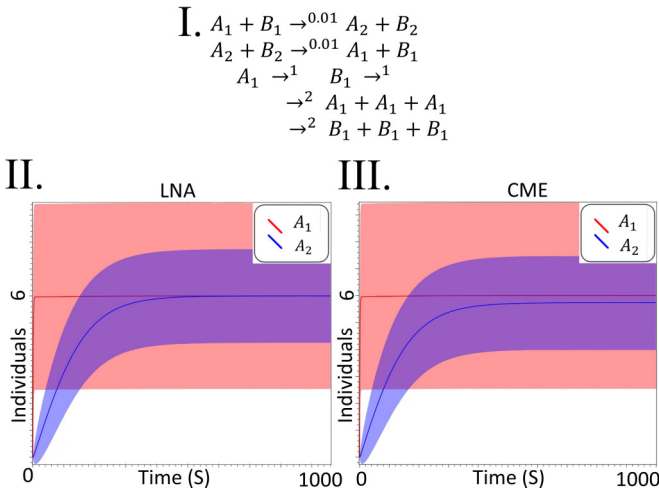 I. A₁ + B₁ →⁰·⁰¹ A₂ + B₂
A₂ + B₂ →⁰·⁰¹ A₁ + B₁
A₁ →¹ B₁ →¹
→² A₁ + A₁ + A₁
→² B₁ + B₁ + B₁
II. LNA
A₁
A₂
6
Individuals
0 Time (S) 1000
III. CME
A₁
A₂
6
Individuals
0 Time (S) 1000